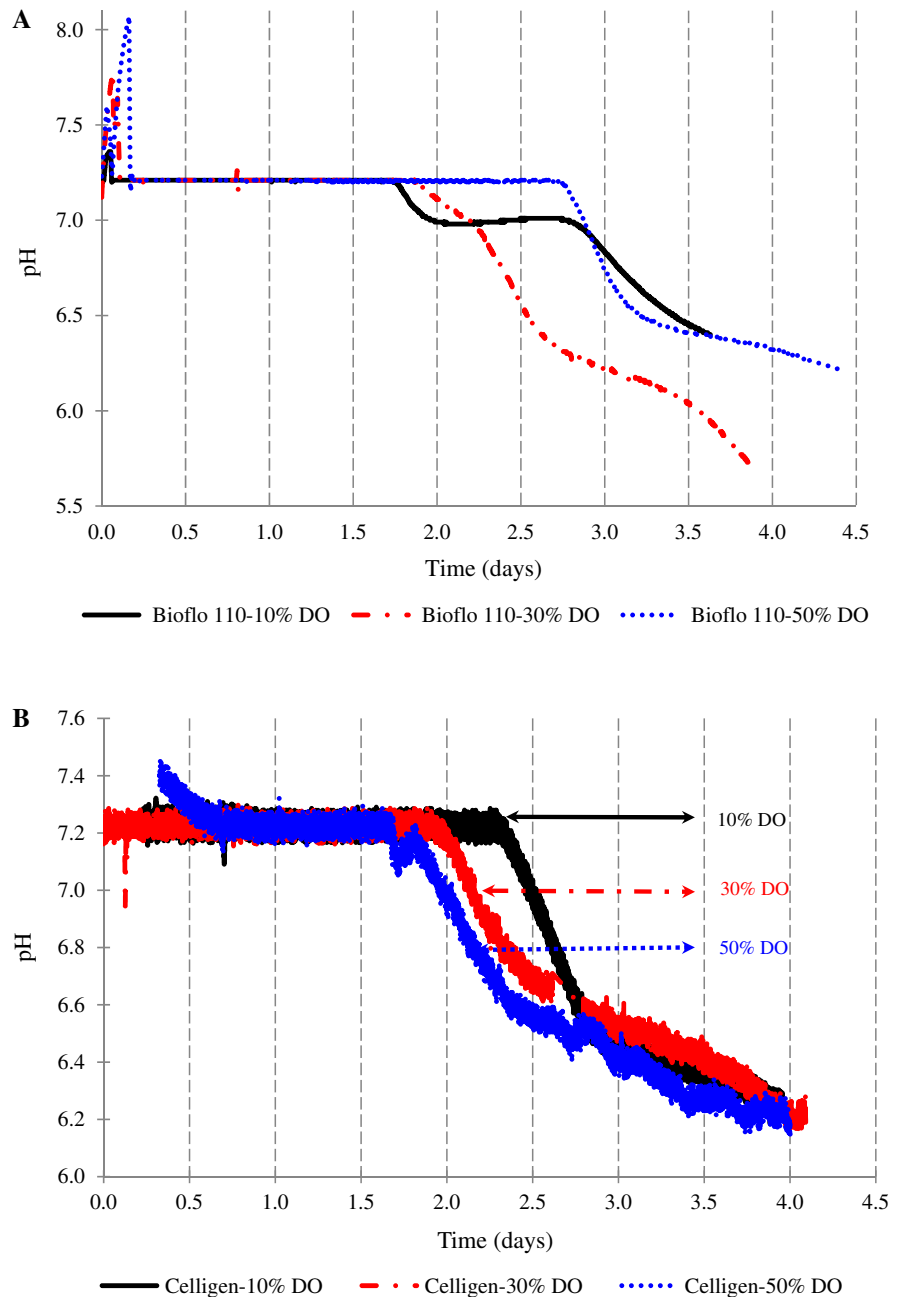 A
8.0
7.5
7.0
6.5
6.0
5.5
pH
0.0 0.5 1.0 1.5 2.0 2.5 3.0 3.5 4.0 4.5
Time (days)
Bioflo 110-10% DO Bioflo 110-30% DO Bioflo 110-50% DO
B
7.6
7.4
7.2
7.0
6.8
6.6
6.4
6.2
6.0
pH
10% DO
30% DO
50% DO
0.0 0.5 1.0 1.5 2.0 2.5 3.0 3.5 4.0 4.5
Time (days)
Celligen-10% DO Celligen-30% DO Celligen-50% DO